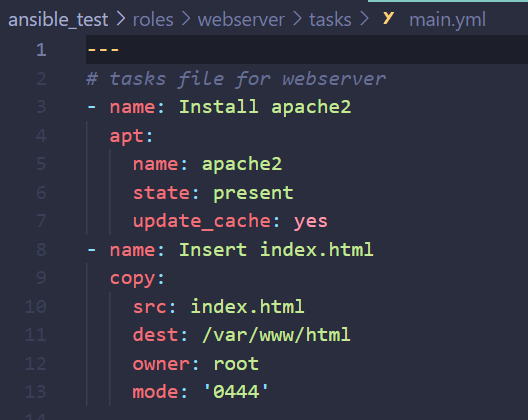 ansible_test > roles > webserver > tasks > Y main.yml
1 ---
2 # tasks file for webserver
3 - name: Install apache2
4   apt:
5     name: apache2
6     state: present
7     update_cache: yes
8 - name: Insert index.html
9   copy:
10     src: index.html
11     dest: /var/www/html
12     owner: root
13     mode: '0444'
14